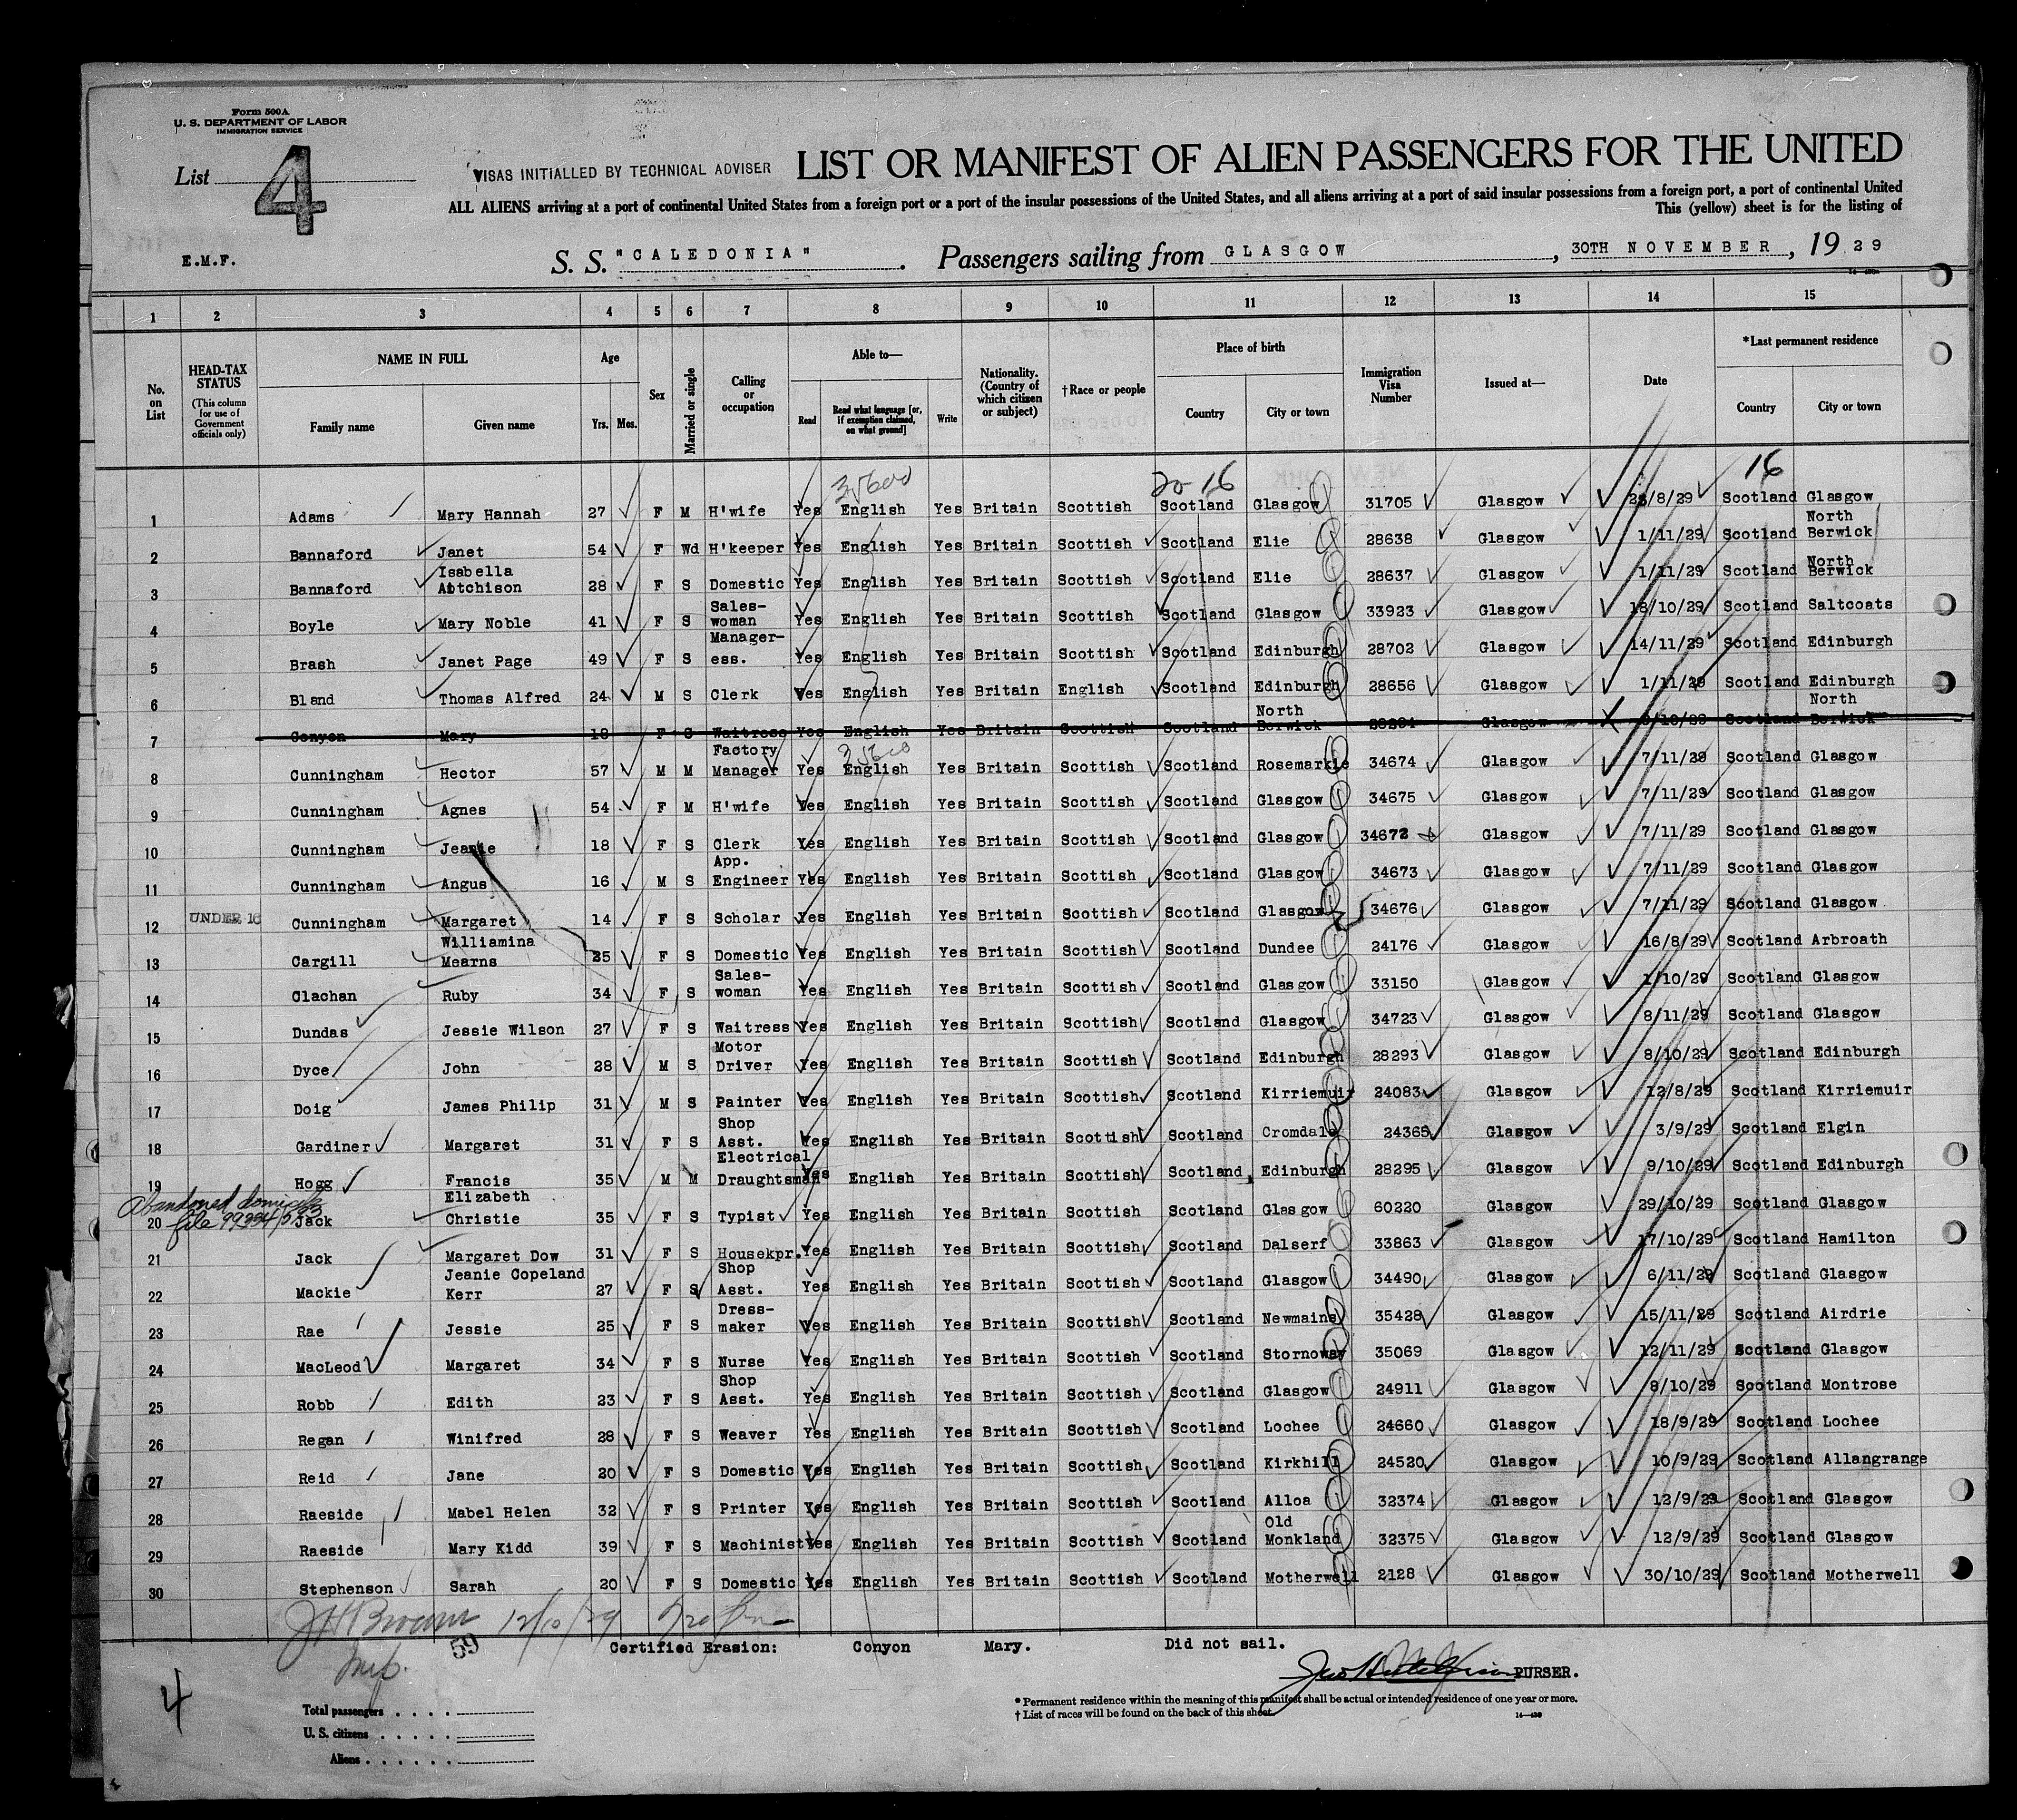 Form 500A
U. S. DEPARTMENT OF LABOR
IMMIGRATION SERVICE
List 4
VISAS INITIALLED BY TECHNICAL ADVISER
LIST OR MANIFEST OF ALIEN PASSENGERS FOR THE UNITED
ALL ALIENS arriving at a port of continental United States from a foreign port or a port of the insular possessions of the United States, and all aliens arriving at a port of said insular possessions from a foreign port, a port of continental United
This (yellow) sheet is for the listing of
E.M.F.
S. S. "CALEDONIA". Passengers sailing from GLASGOW, 30TH NOVEMBER, 19 29
1 2 3 4 5 6 7 8 9 10 11 12 13 14 15
No. on List
HEAD-TAX STATUS (This column for use of Government officials only)
NAME IN FULL
Family name
Given name
Age
Yrs. Mos.
Sex
Married or single
Calling or occupation
Able to—
Read
Read what language [or, if exemption claimed, on what ground]
Write
Nationality. (Country of which citizen or subject)
†Race or people
Place of birth
Country
City or town
Immigration Visa Number
Issued at—
Date
*Last permanent residence
Country
City or town
20 16
16
1 Adams Mary Hannah 27 F M H'wife Yes English Yes Britain Scottish Scotland Glasgow 31705 Glasgow 28/8/29 Scotland Glasgow
2 Bannaford Janet 54 F Wd H'keeper Yes English Yes Britain Scottish Scotland Elie 28638 Glasgow 1/11/29 Scotland North Berwick
3 Bannaford Isabella Aitchison 28 F S Domestic Yes English Yes Britain Scottish Scotland Elie 28637 Glasgow 1/11/29 Scotland North Berwick
4 Boyle Mary Noble 41 F S Sales-woman Yes English Yes Britain Scottish Scotland Glasgow 33923 Glasgow 18/10/29 Scotland Saltcoats
5 Brash Janet Page 49 F S Manager-ess. Yes English Yes Britain Scottish Scotland Edinburgh 28702 Glasgow 14/11/29 Scotland Edinburgh
6 Bland Thomas Alfred 24 M S Clerk Yes English Yes Britain English Scotland Edinburgh 28656 Glasgow 1/11/29 Scotland Edinburgh
7 Conyon Mary 18 F S Waitress Yes English Yes Britain Scottish Scotland North Berwick Glasgow Scotland North Berwick
8 Cunningham Hector 57 M M Factory Manager Yes English Yes Britain Scottish Scotland Rosemarkie 34674 Glasgow 7/11/29 Scotland Glasgow
9 Cunningham Agnes 54 F M H'wife Yes English Yes Britain Scottish Scotland Glasgow 34675 Glasgow 7/11/29 Scotland Glasgow
10 Cunningham Jeanie 18 F S Clerk Yes English Yes Britain Scottish Scotland Glasgow 34672 Glasgow 7/11/29 Scotland Glasgow
11 Cunningham Angus 16 M S App. Engineer Yes English Yes Britain Scottish Scotland Glasgow 34673 Glasgow 7/11/29 Scotland Glasgow
12 UNDER 16 Cunningham Margaret 14 F S Scholar Yes English Yes Britain Scottish Scotland Glasgow 34676 Glasgow 7/11/29 Scotland Glasgow
13 Cargill Williamina Mearns 25 F S Domestic Yes English Yes Britain Scottish Scotland Dundee 24176 Glasgow 16/8/29 Scotland Arbroath
14 Clachan Ruby 34 F S Sales-woman Yes English Yes Britain Scottish Scotland Glasgow 33150 Glasgow 1/10/29 Scotland Glasgow
15 Dundas Jessie Wilson 27 F S Waitress Yes English Yes Britain Scottish Scotland Glasgow 34723 Glasgow 8/11/29 Scotland Glasgow
16 Dyce John 28 M S Motor Driver Yes English Yes Britain Scottish Scotland Edinburgh 28293 Glasgow 8/10/29 Scotland Edinburgh
17 Doig James Philip 31 M S Painter Yes English Yes Britain Scottish Scotland Kirriemuir 24083 Glasgow 12/8/29 Scotland Kirriemuir
18 Gardiner Margaret 31 F S Shop Asst. Yes English Yes Britain Scottish Scotland Cromdale 24365 Glasgow 3/9/29 Scotland Elgin
19 Hogg Francis 35 M M Electrical Draughtsman Yes English Yes Britain Scottish Scotland Edinburgh 28295 Glasgow 9/10/29 Scotland Edinburgh
Abandoned domicile
file 99334/533
20 Jack Elizabeth Christie 35 F S Typist Yes English Yes Britain Scottish Scotland Glasgow 60220 Glasgow 29/10/29 Scotland Glasgow
21 Jack Margaret Dow 31 F S Housekpr. Yes English Yes Britain Scottish Scotland Dalserf 33863 Glasgow 17/10/29 Scotland Hamilton
22 Mackie Jeanie Copeland Kerr 27 F S Shop Asst. Yes English Yes Britain Scottish Scotland Glasgow 34490 Glasgow 6/11/29 Scotland Glasgow
23 Rae Jessie 25 F S Dress-maker Yes English Yes Britain Scottish Scotland Newmains 35428 Glasgow 15/11/29 Scotland Airdrie
24 MacLeod Margaret 34 F S Nurse Yes English Yes Britain Scottish Scotland Stornoway 35069 Glasgow 12/11/29 Scotland Glasgow
25 Robb Edith 23 F S Shop Asst. Yes English Yes Britain Scottish Scotland Glasgow 24911 Glasgow 8/10/29 Scotland Montrose
26 Regan Winifred 28 F S Weaver Yes English Yes Britain Scottish Scotland Lochee 24660 Glasgow 18/9/29 Scotland Lochee
27 Reid Jane 20 F S Domestic Yes English Yes Britain Scottish Scotland Kirkhill 24520 Glasgow 10/9/29 Scotland Allangrange
28 Raeside Mabel Helen 32 F S Printer Yes English Yes Britain Scottish Scotland Alloa 32374 Glasgow 12/9/29 Scotland Glasgow
29 Raeside Mary Kidd 39 F S Machinist Yes English Yes Britain Scottish Scotland Old Monkland 32375 Glasgow 12/9/29 Scotland Glasgow
30 Stephenson Sarah 20 F S Domestic Yes English Yes Britain Scottish Scotland Motherwell 2128 Glasgow 30/10/29 Scotland Motherwell
12/10/29
59
Certified Erasion: Conyon Mary. Did not sail.
PURSER.
Insp.
4
Total passengers
U. S. citizens
Aliens
* Permanent residence within the meaning of this manifest shall be actual or intended residence of one year or more.
† List of races will be found on the back of this sheet.